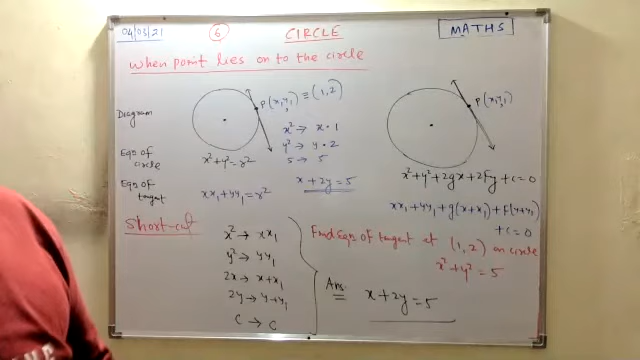 04/03/21
6
CIRCLE
MATHS
When point lies on to the circle
Diagram
P(x₁,y₁) ≡ (1,2)
x² → x·1
y² → y·2
5 → 5
x+2y=5
P(x₁,y₁)
Eqn of circle
x²+y²=r²
x²+y²+2gx+2fy+c=0
Eqn of tangent
xx₁+yy₁=r²
xx₁+yy₁+g(x+x₁)+f(y+y₁)
+c=0
Short-cut
x² → xx₁
y² → yy₁
2x → x+x₁
2y → y+y₁
C → C
Find Eqn of tangent at (1,2) on circle
x²+y²=5
Ans
x+2y=5